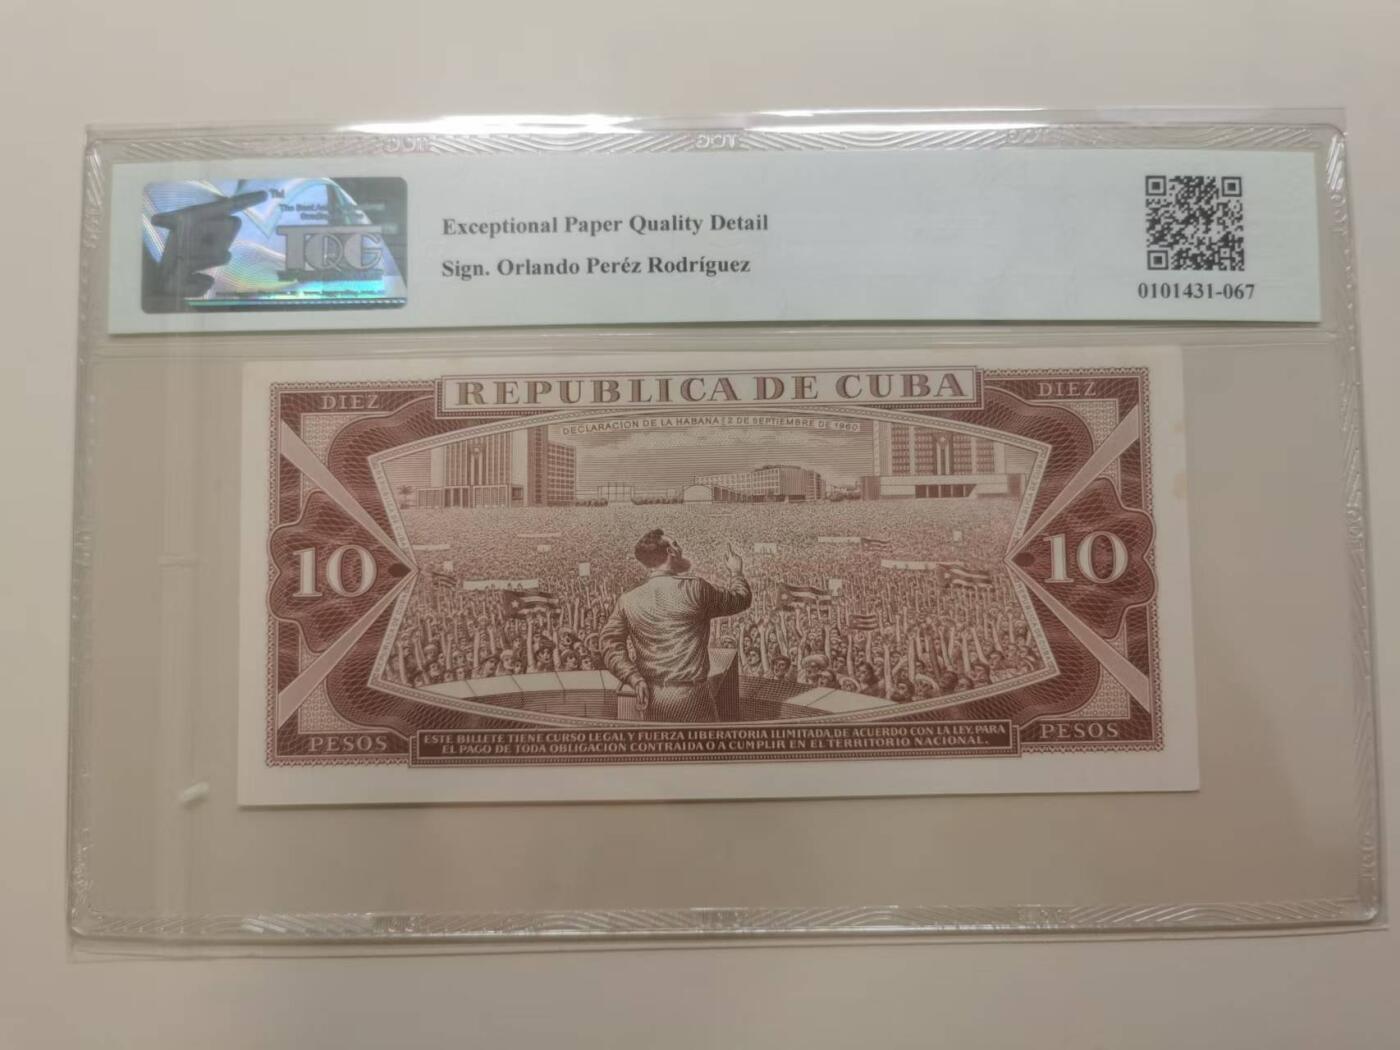 TM
TQG
Exceptional Paper Quality Detail
Sign. Orlando Peréz Rodríguez
0101431-067
REPUBLICA DE CUBA
DIEZ
DIEZ
DECLARACION DE LA HABANA 2 DE SEPTIEMBRE DE 1960
10
10
PESOS
PESOS
ESTE BILLETE TIENE CURSO LEGAL Y FUERZA LIBERATORIA ILIMITADA, DE ACUERDO CON LA LEY, PARA
EL PAGO DE TODA OBLIGACION CONTRAIDA O A CUMPLIR EN EL TERRITORIO NACIONAL.